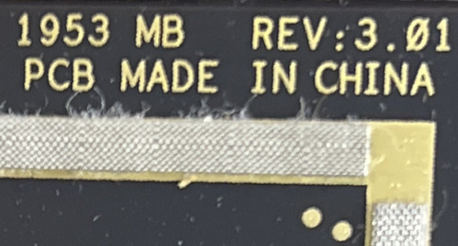 1953 MB REV:3.01
PCB MADE IN CHINA